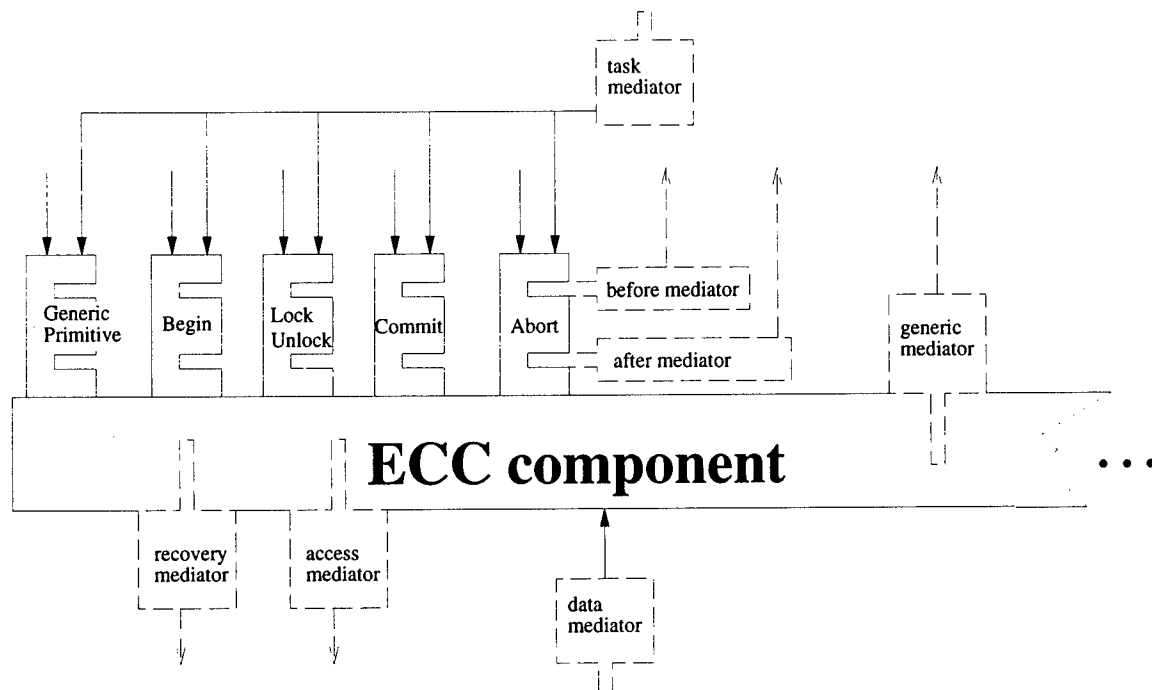 task
mediator
Generic
Primitive
Begin
Lock
Unlock
Commit
Abort
before mediator
after mediator
generic
mediator
ECC component
...
recovery
mediator
access
mediator
data
mediator